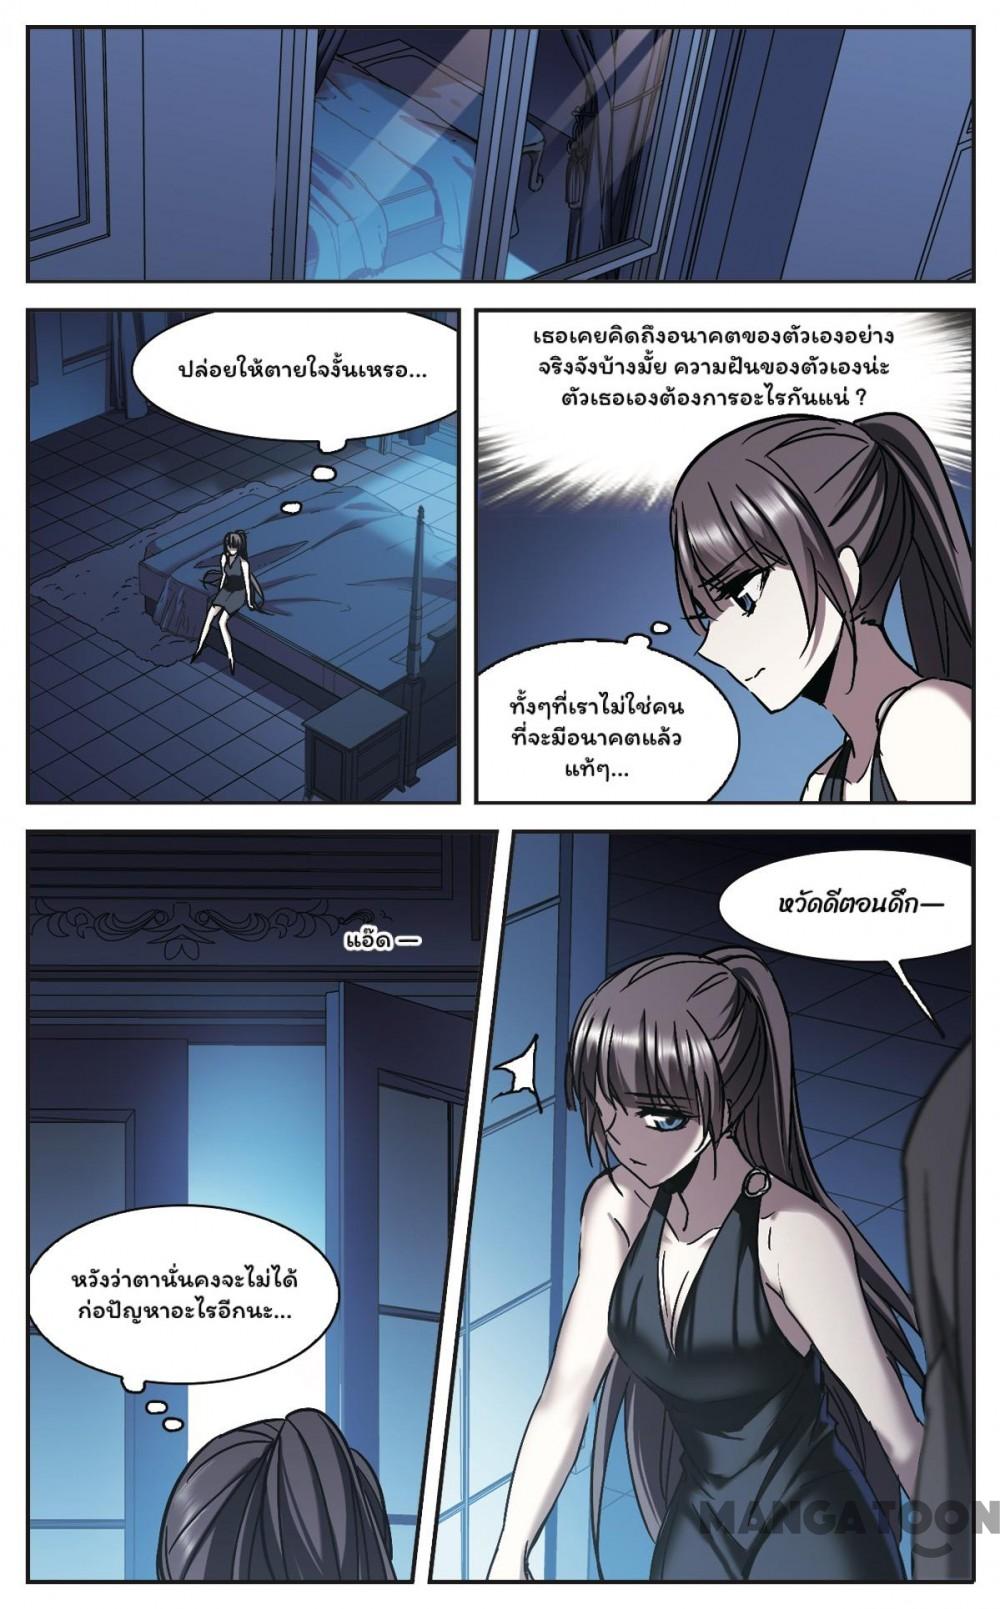 ปล่อยให้ตายใจงั้นเหรอ...
เธอเคยคิดถึงอนาคตของตัวเองอย่าง
จริงจังบ้างมั้ย ความฝันของตัวเองน่ะ
ตัวเธอเองต้องการอะไรกันแน่ ?
ทั้งๆที่เราไม่ใช่คน
ที่จะมีอนาคตแล้ว
แท้ๆ...
แอ๊ด —
หวังว่าตานั่นคงจะไม่ได้
ก่อปัญหาอะไรอีกนะ...
หวัดดีตอนดึก—
MANGATOON